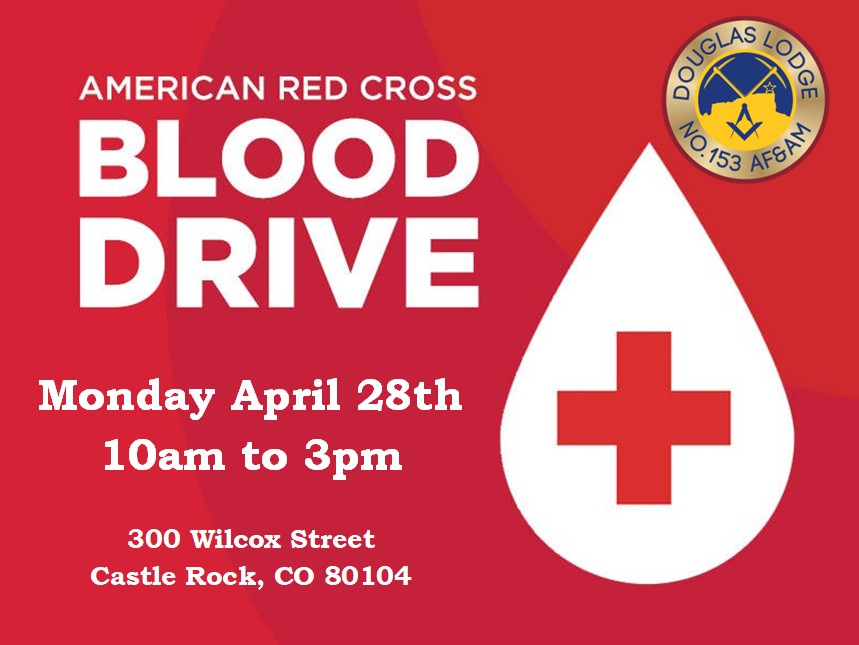 DOUGLAS LODGE
NO.153 AF&AM
AMERICAN RED CROSS
BLOOD
DRIVE
Monday April 28th
10am to 3pm
300 Wilcox Street
Castle Rock, CO 80104